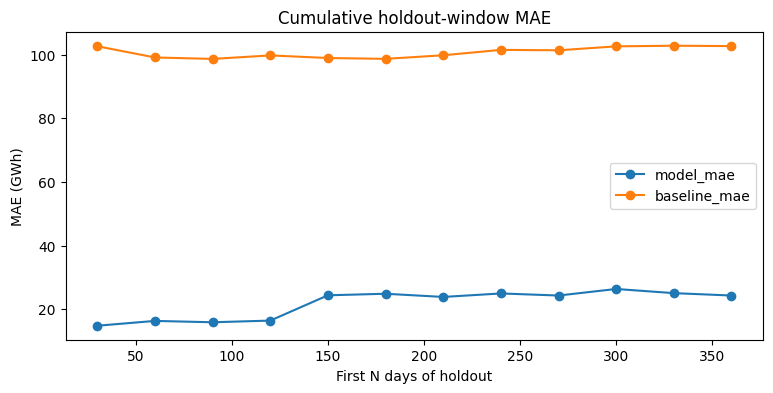 Cumulative holdout-window MAE
MAE (GWh)
100
80
60
40
20
model_mae
baseline_mae
50
100
150
200
250
300
350
First N days of holdout